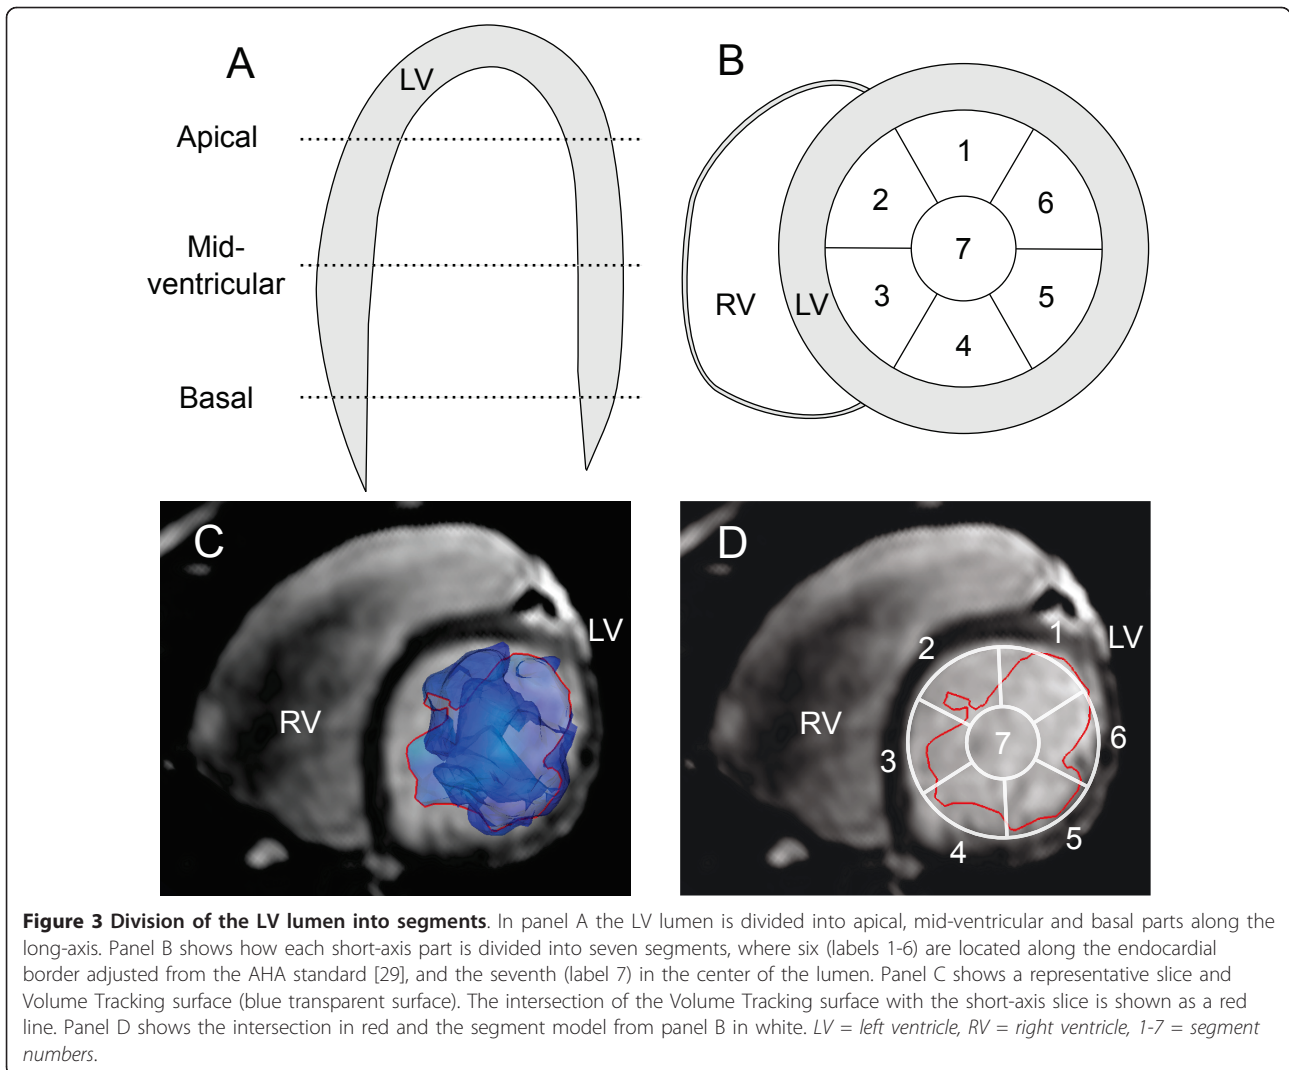 A
LV
Apical
Mid-
ventricular
Basal
B
1
2
6
7
3
5
4
RV
LV
C
LV
RV
D
1
LV
2
RV
3
7
6
4
5
Figure 3 Division of the LV lumen into segments. In panel A the LV lumen is divided into apical, mid-ventricular and basal parts along the
long-axis. Panel B shows how each short-axis part is divided into seven segments, where six (labels 1-6) are located along the endocardial
border adjusted from the AHA standard [29], and the seventh (label 7) in the center of the lumen. Panel C shows a representative slice and
Volume Tracking surface (blue transparent surface). The intersection of the Volume Tracking surface with the short-axis slice is shown as a red
line. Panel D shows the intersection in red and the segment model from panel B in white. LV = left ventricle, RV = right ventricle, 1-7 = segment
numbers.